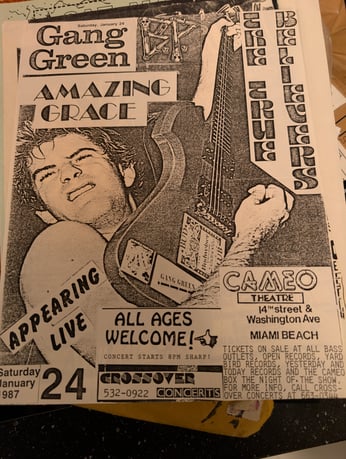 Saturday, January 24
Gang
Green
AMAZING
GRACE
THE TRUE
BELIEVERS
GANG GREEN
APPEARING
LIVE
ALL AGES
WELCOME!
CONCERT STARTS 8PM SHARP!
CROSSOVER
532-0922 CONCERTS
Saturday
January
1987
24
CAMEO
THEATRE
14TH street &
Washington Ave
MIAMI BEACH
TICKETS ON SALE AT ALL BASS
OUTLETS, OPEN RECORDS, YARD
BIRD RECORDS, YESTERDAY AND
TODAY RECORDS AND THE CAMEO
BOX THE NIGHT OF THE SHOW.
FOR MORE INFO, CALL CROSS-
OVER CONCERTS AT